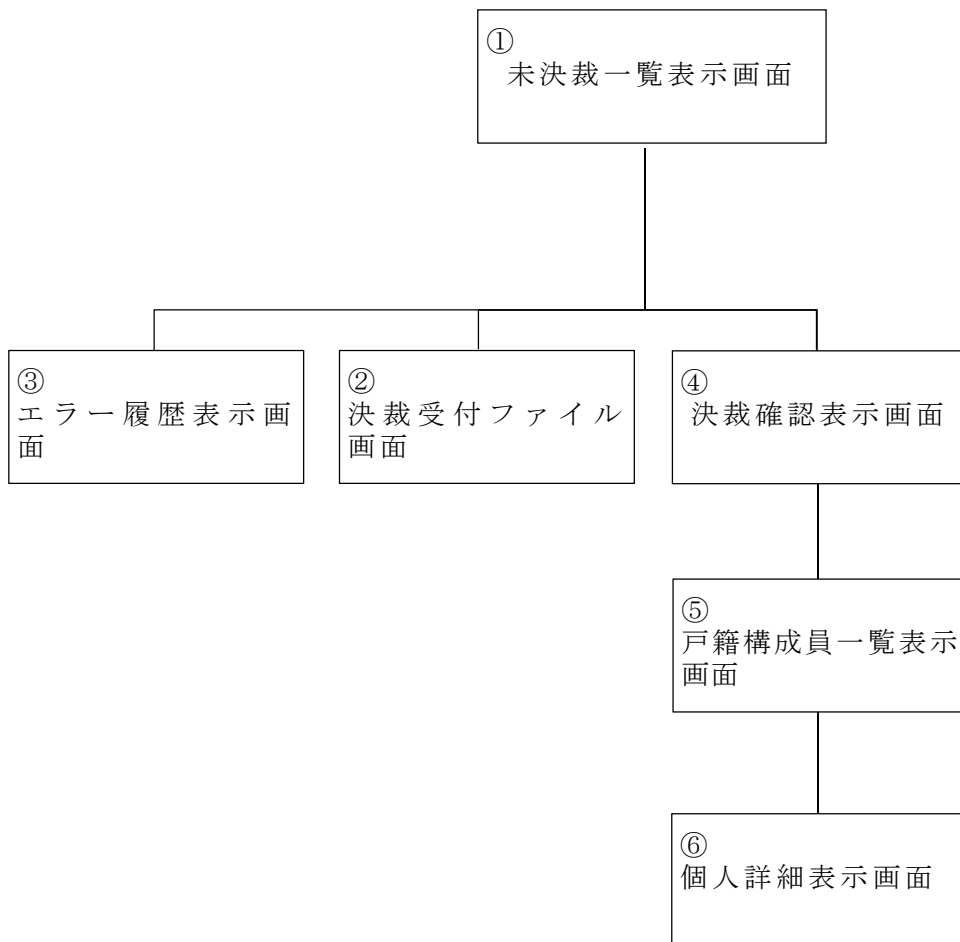 ①
未決裁一覧表示画面
③
エラー履歴表示画
面
②
決裁受付ファイル
画面
④
決裁確認表示画面
⑤
戸籍構成員一覧表示
画面
⑥
個人詳細表示画面